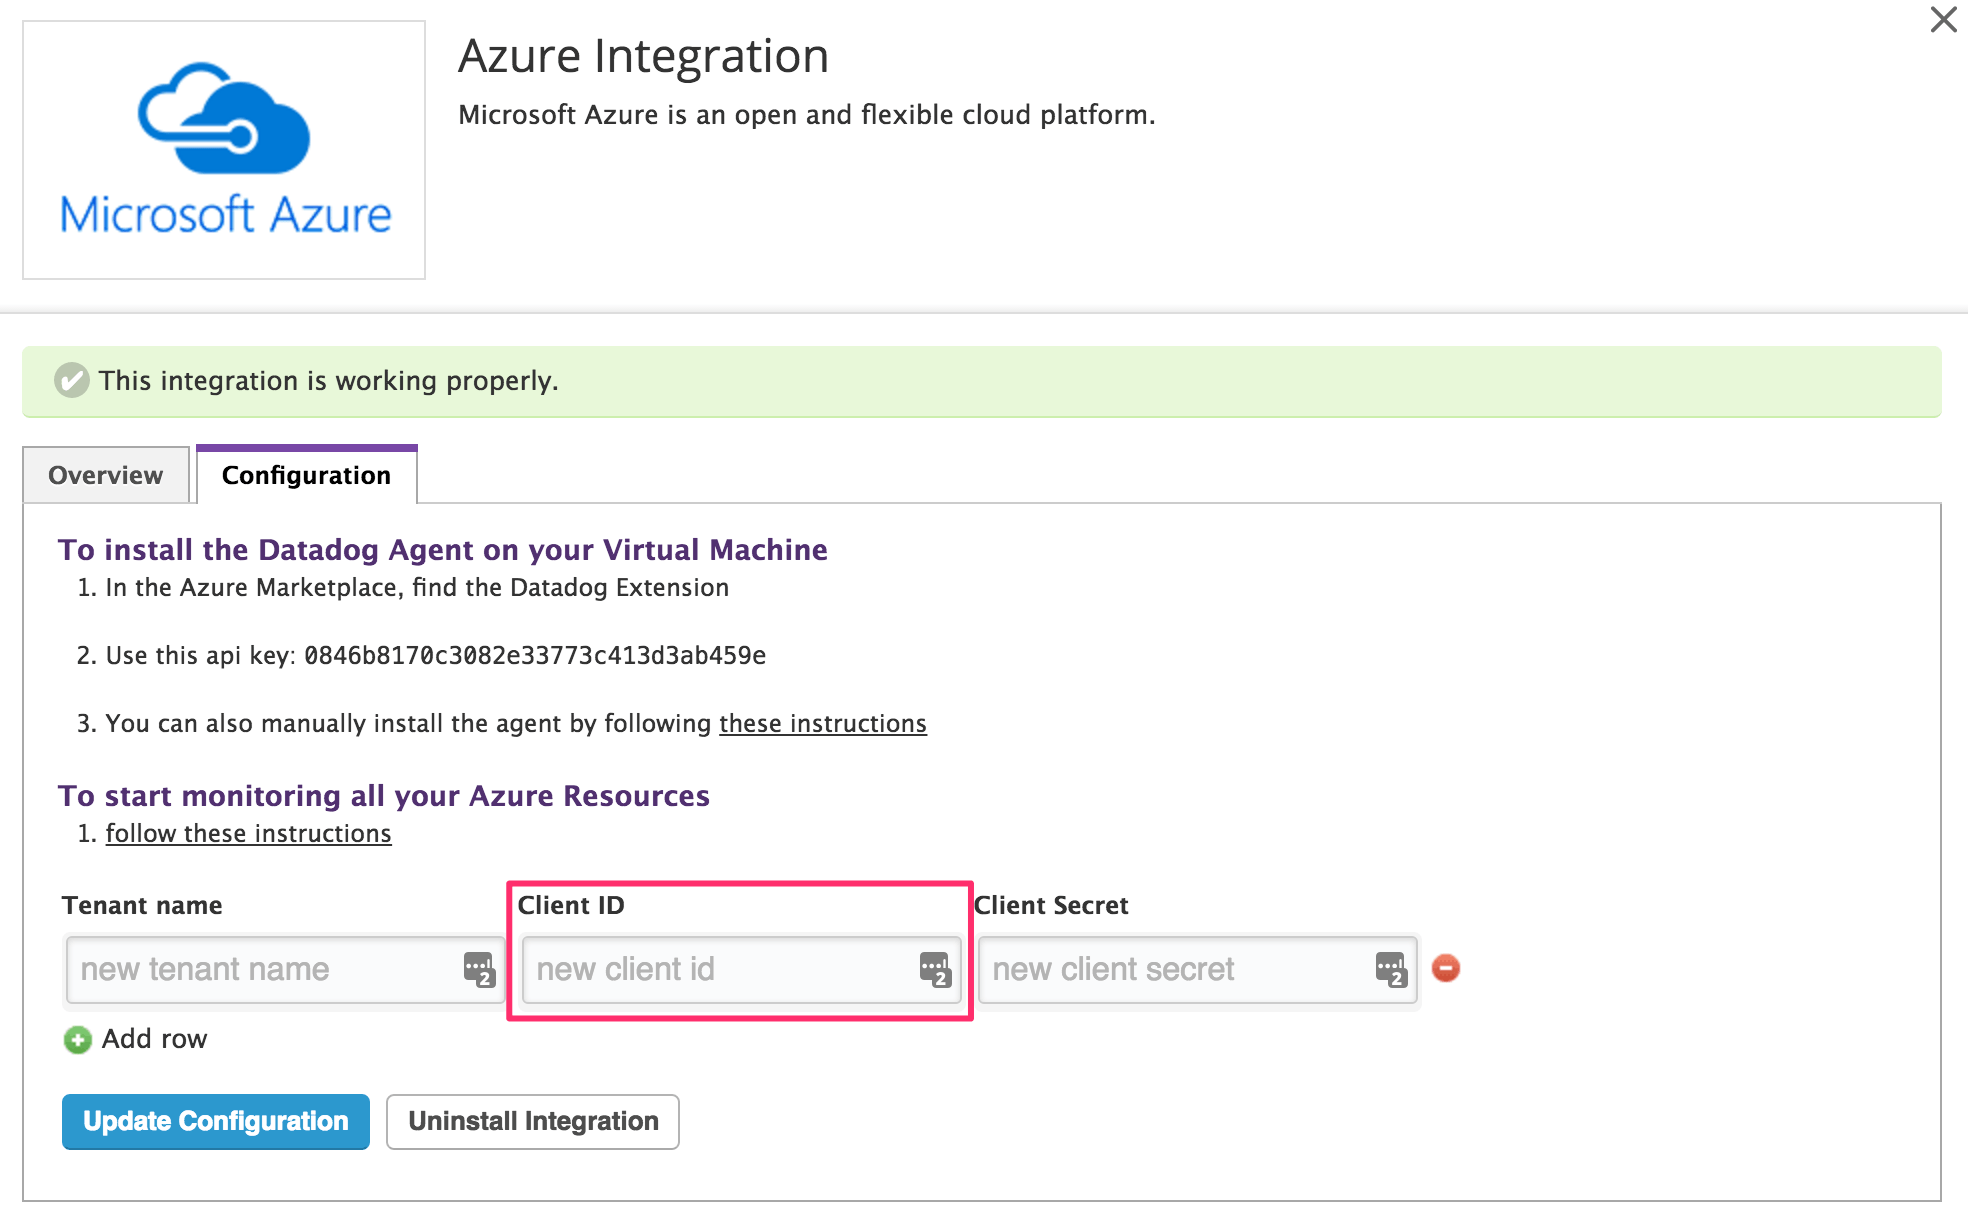 Microsoft Azure
Azure Integration
Microsoft Azure is an open and flexible cloud platform.
This integration is working properly.
Overview
Configuration
To install the Datadog Agent on your Virtual Machine
1. In the Azure Marketplace, find the Datadog Extension
2. Use this api key: 0846b8170c3082e33773c413d3ab459e
3. You can also manually install the agent by following these instructions
To start monitoring all your Azure Resources
1. follow these instructions
Tenant name Client ID Client Secret
new tenant name 2 new client id 2 new client secret 2
Add row
Update Configuration Uninstall Integration